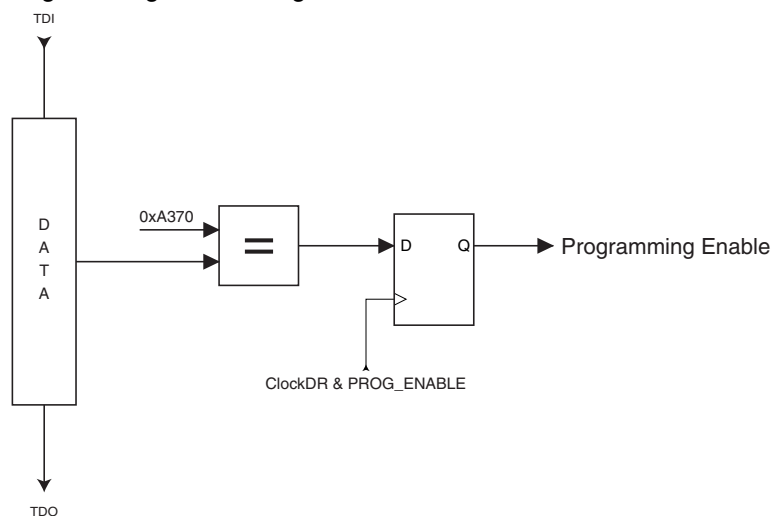 TDI
D
A
T
A
0xA370
=
D
Q
Programming Enable
ClockDR & PROG_ENABLE
TDO